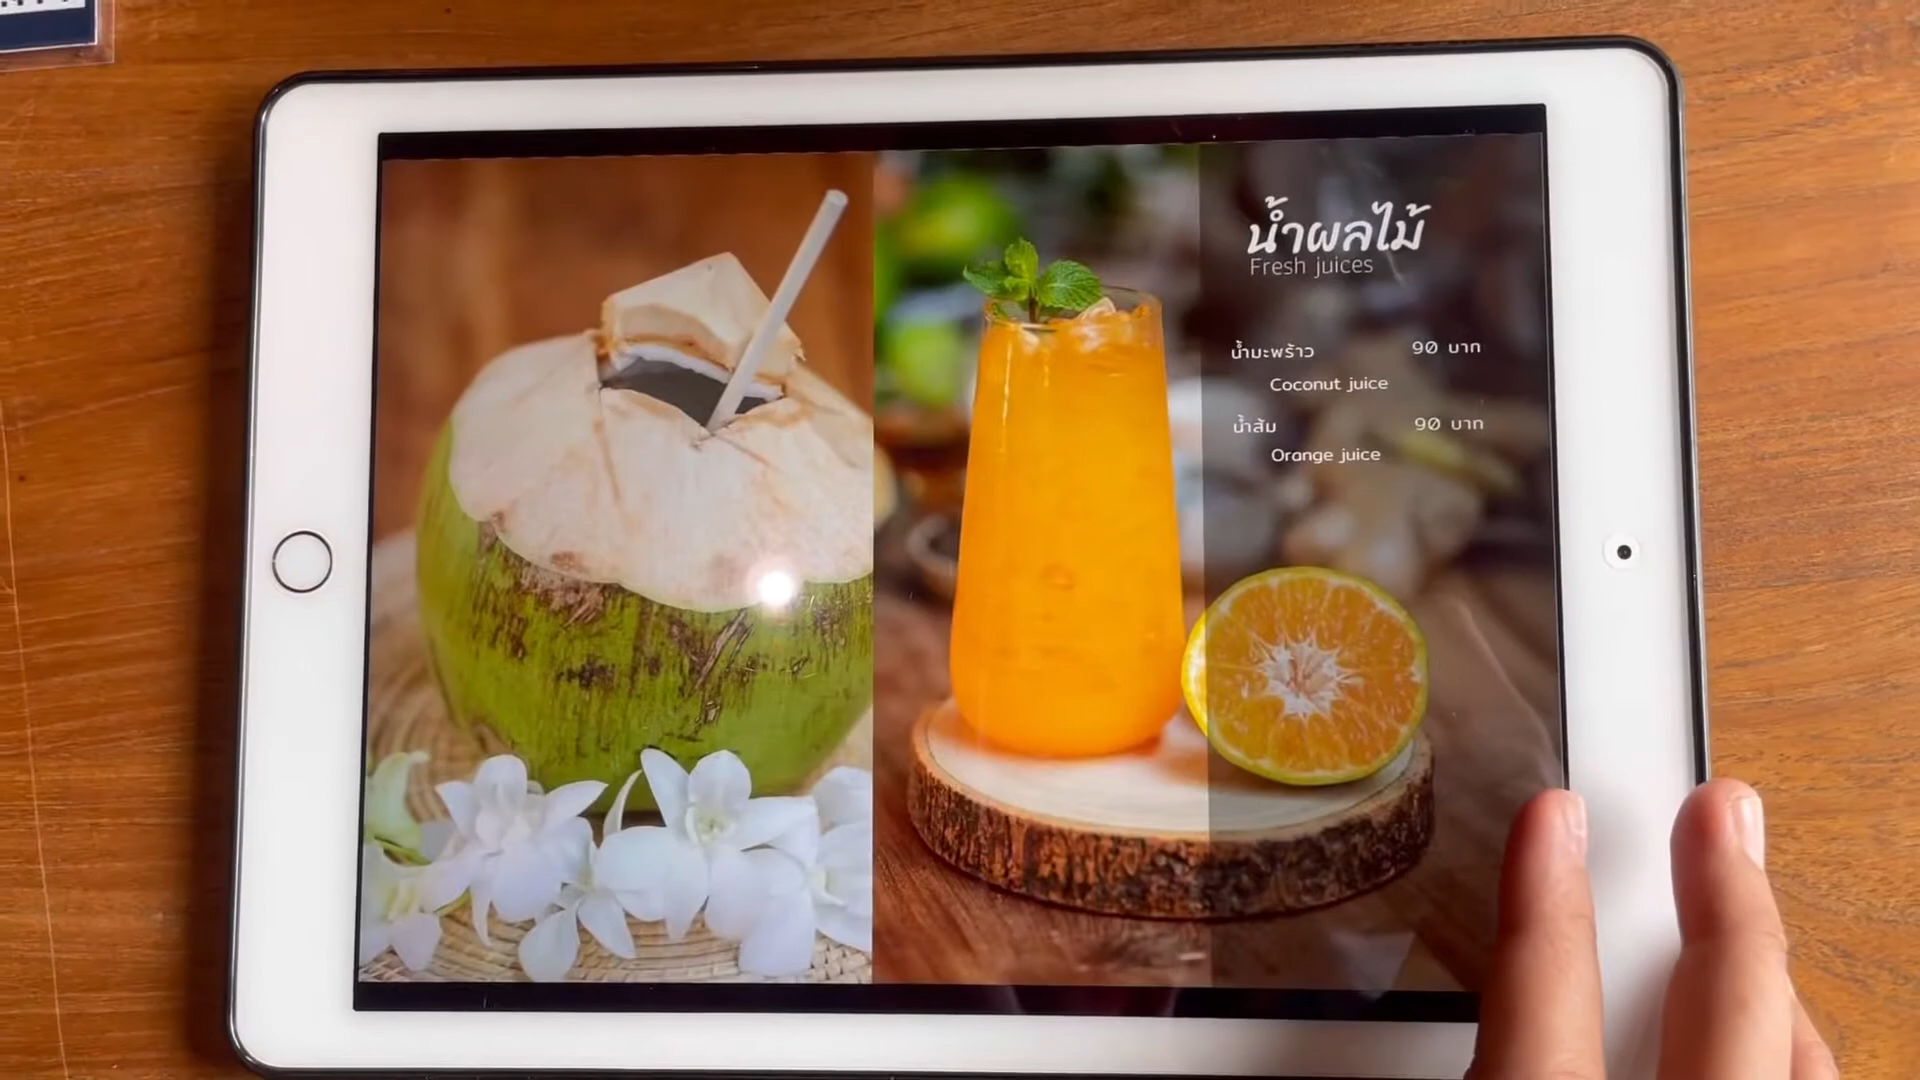 น้ำผลไม้
Fresh juices
น้ำมะพร้าว 90 บาท
Coconut juice
น้ำส้ม 90 บาท
Orange juice